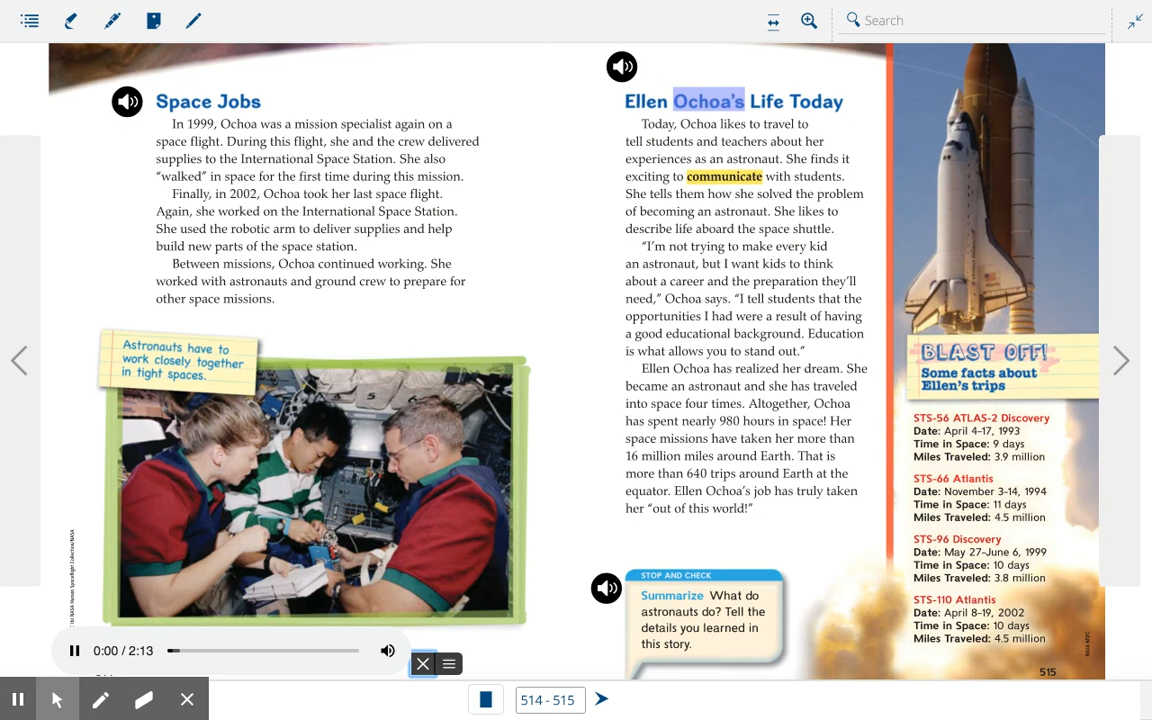 Search
Space Jobs
In 1999, Ochoa was a mission specialist again on a
space flight. During this flight, she and the crew delivered
supplies to the International Space Station. She also
“walked” in space for the first time during this mission.
Finally, in 2002, Ochoa took her last space flight.
Again, she worked on the International Space Station.
She used the robotic arm to deliver supplies and help
build new parts of the space station.
Between missions, Ochoa continued working. She
worked with astronauts and ground crew to prepare for
other space missions.
Astronauts have to
work closely together
in tight spaces.
0:00 / 2:13
Ellen Ochoa’s Life Today
Today, Ochoa likes to travel to
tell students and teachers about her
experiences as an astronaut. She finds it
exciting to communicate with students.
She tells them how she solved the problem
of becoming an astronaut. She likes to
describe life aboard the space shuttle.
“I’m not trying to make every kid
an astronaut, but I want kids to think
about a career and the preparation they’ll
need,” Ochoa says. “I tell students that the
opportunities I had were a result of having
a good educational background. Education
is what allows you to stand out.”
Ellen Ochoa has realized her dream. She
became an astronaut and she has traveled
into space four times. Altogether, Ochoa
has spent nearly 980 hours in space! Her
space missions have taken her more than
16 million miles around Earth. That is
more than 640 trips around Earth at the
equator. Ellen Ochoa’s job has truly taken
her “out of this world!”
STOP AND CHECK
Summarize What do
astronauts do? Tell the
details you learned in
this story.
BLAST OFF!
Some facts about
Ellen’s trips
STS-56 ATLAS-2 Discovery
Date: April 4–17, 1993
Time in Space: 9 days
Miles Traveled: 3.9 million
STS-66 Atlantis
Date: November 3–14, 1994
Time in Space: 11 days
Miles Traveled: 4.5 million
STS-96 Discovery
Date: May 27–June 6, 1999
Time in Space: 10 days
Miles Traveled: 3.8 million
STS-110 Atlantis
Date: April 8–19, 2002
Time in Space: 10 days
Miles Traveled: 4.5 million
515
514 - 515